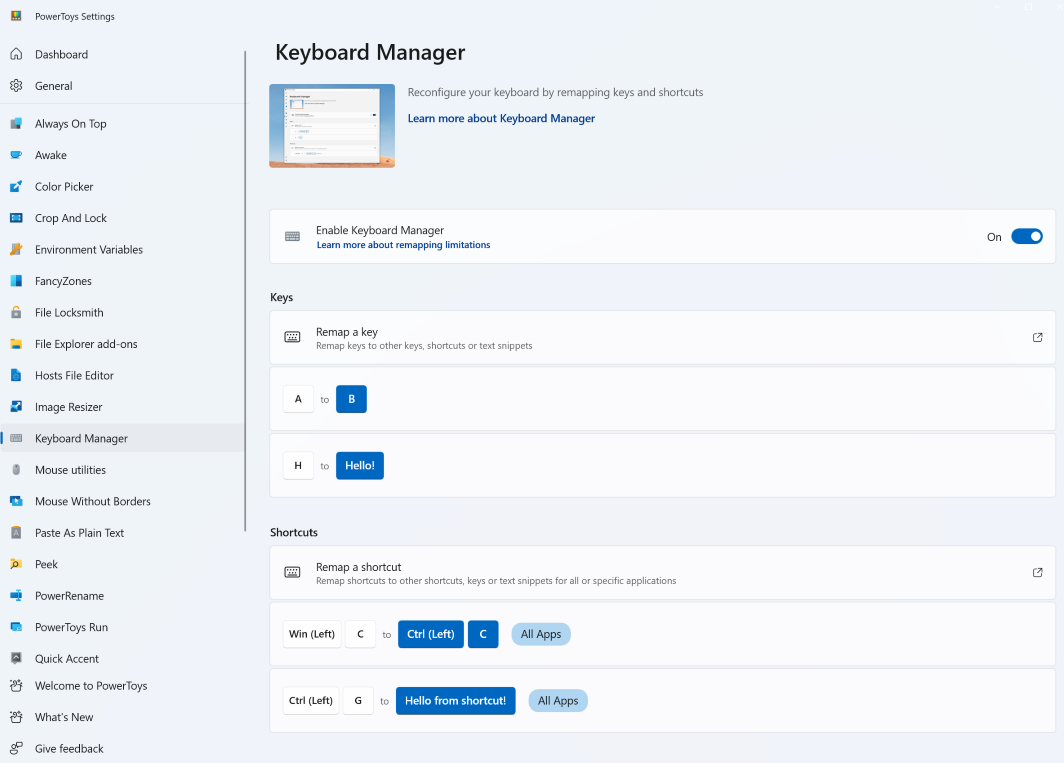 PowerToys Settings
Dashboard
General
Always On Top
Awake
Color Picker
Crop And Lock
Environment Variables
FancyZones
File Locksmith
File Explorer add-ons
Hosts File Editor
Image Resizer
Keyboard Manager
Mouse utilities
Mouse Without Borders
Paste As Plain Text
Peek
PowerRename
PowerToys Run
Quick Accent
Welcome to PowerToys
What's New
Give feedback
Keyboard Manager
Reconfigure your keyboard by remapping keys and shortcuts
Learn more about Keyboard Manager
Enable Keyboard Manager
Learn more about remapping limitations
On
Keys
Remap a key
Remap keys to other keys, shortcuts or text snippets
A to B
H to Hello!
Shortcuts
Remap a shortcut
Remap shortcuts to other shortcuts, keys or text snippets for all or specific applications
Win (Left) C to Ctrl (Left) C All Apps
Ctrl (Left) G to Hello from shortcut! All Apps